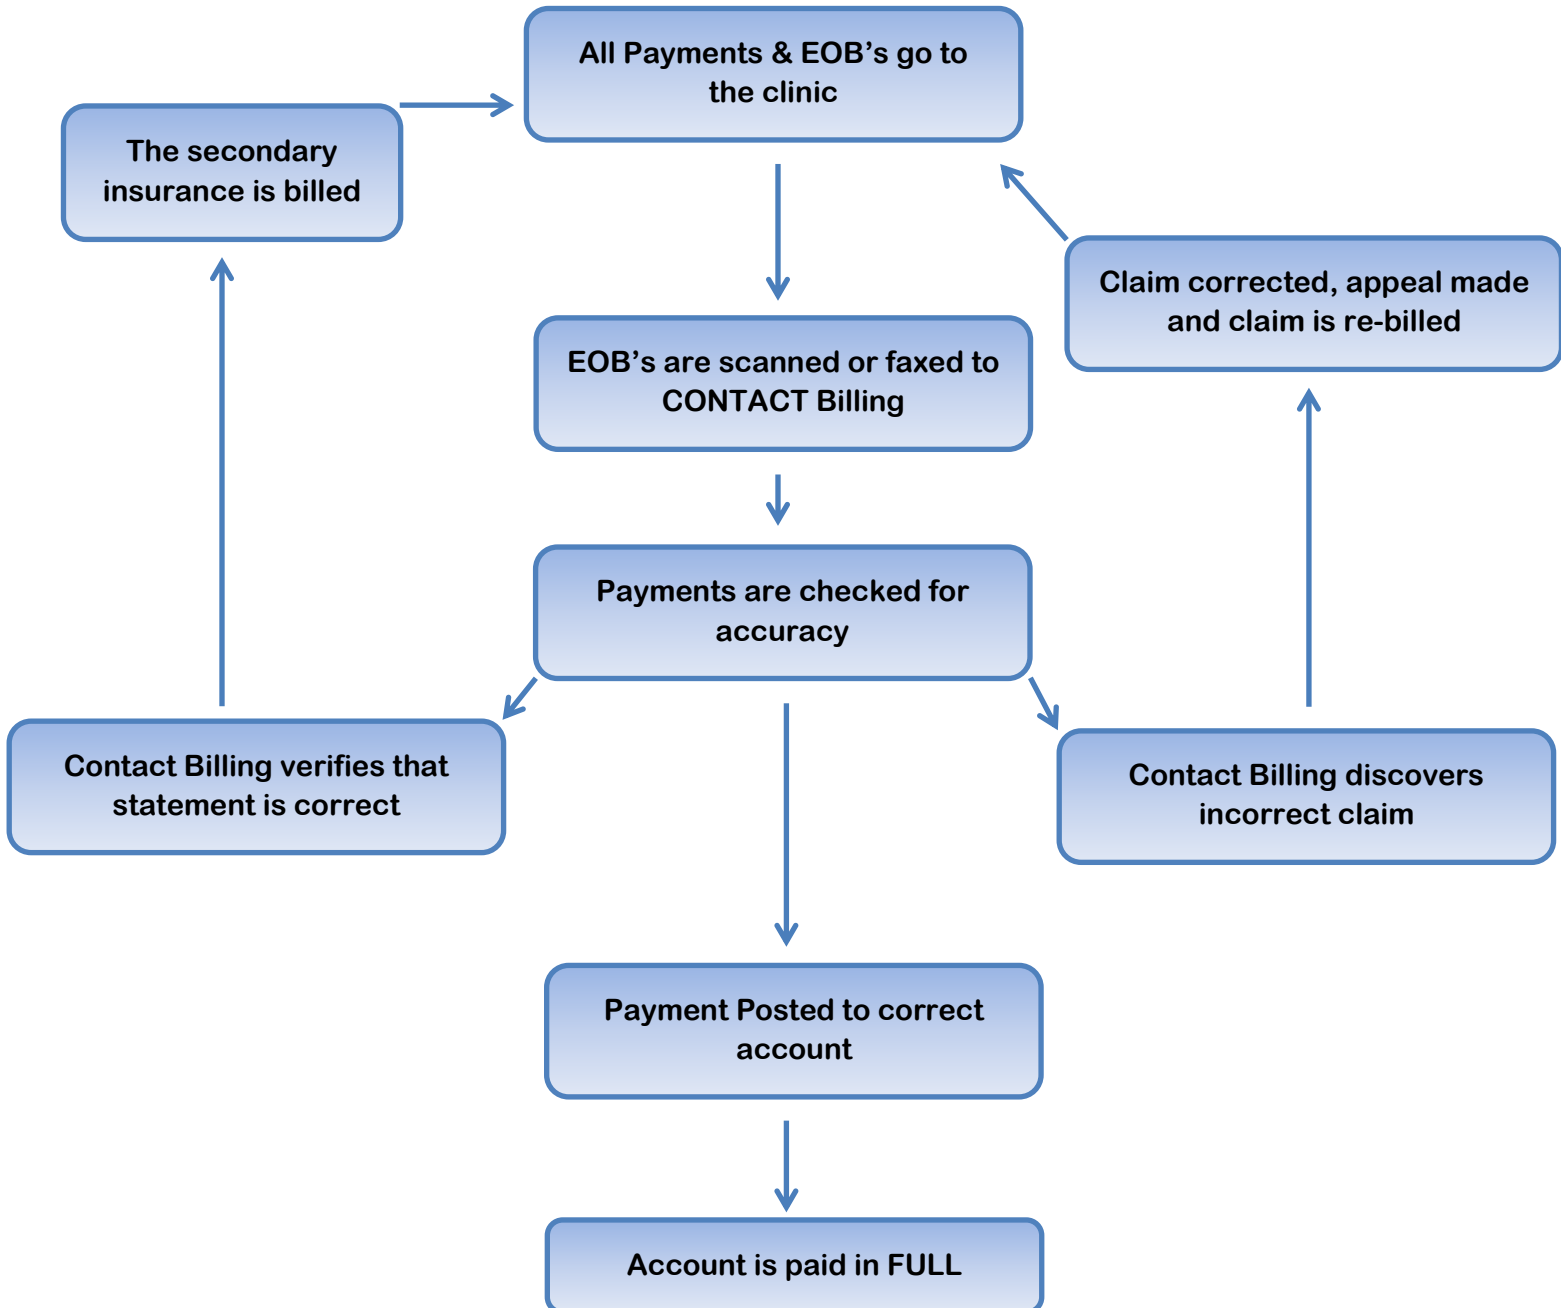 All Payments & EOB’s go to
the clinic
The secondary
insurance is billed
Claim corrected, appeal made
and claim is re-billed
EOB’s are scanned or faxed to
CONTACT Billing
Payments are checked for
accuracy
Contact Billing verifies that
statement is correct
Contact Billing discovers
incorrect claim
Payment Posted to correct
account
Account is paid in FULL